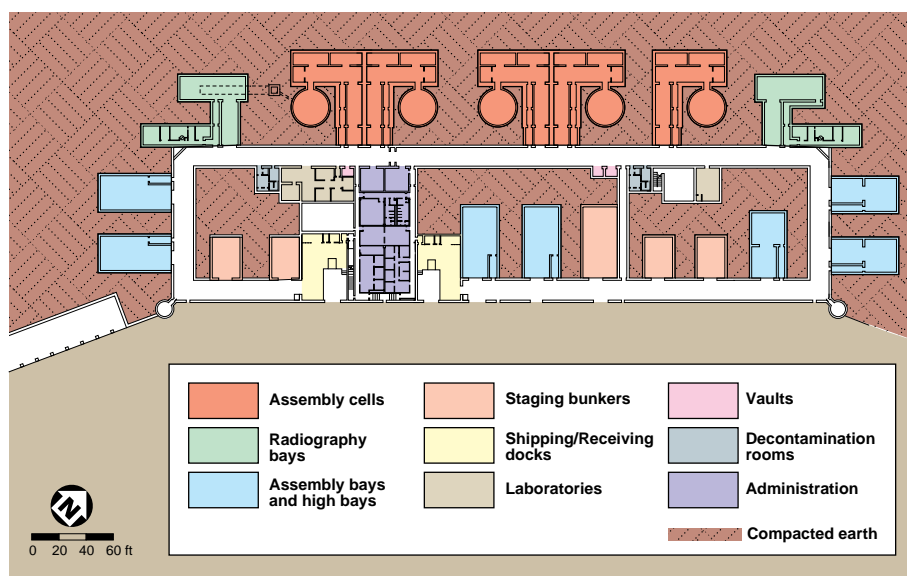 Assembly cells
Staging bunkers
Vaults
Radiography
bays
Shipping/Receiving
docks
Decontamination
rooms
Assembly bays
and high bays
Laboratories
Administration
Compacted earth
N
0 20 40 60 ft